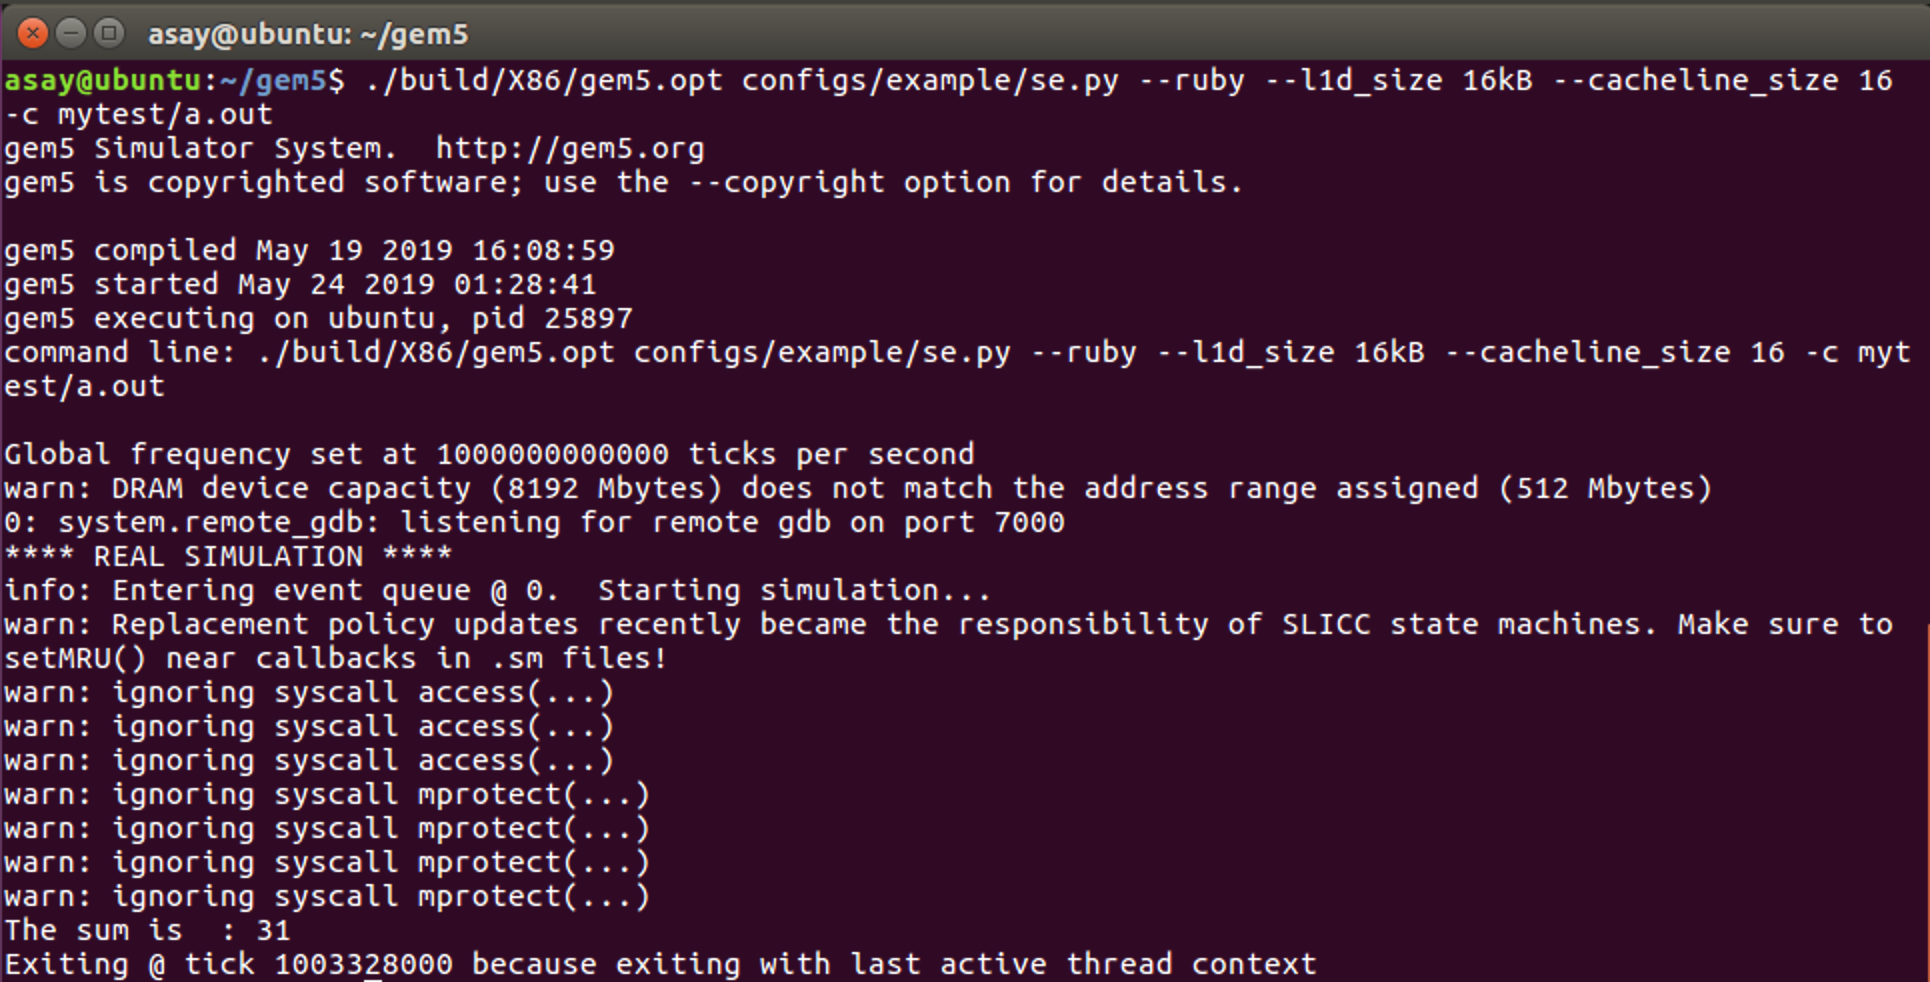 asay@ubuntu: ~/gem5
asay@ubuntu:~/gem5$ ./build/X86/gem5.opt configs/example/se.py --ruby --l1d_size 16kB --cacheline_size 16
-c mytest/a.out
gem5 Simulator System.  http://gem5.org
gem5 is copyrighted software; use the --copyright option for details.
gem5 compiled May 19 2019 16:08:59
gem5 started May 24 2019 01:28:41
gem5 executing on ubuntu, pid 25897
command line: ./build/X86/gem5.opt configs/example/se.py --ruby --l1d_size 16kB --cacheline_size 16 -c myt
est/a.out
Global frequency set at 1000000000000 ticks per second
warn: DRAM device capacity (8192 Mbytes) does not match the address range assigned (512 Mbytes)
0: system.remote_gdb: listening for remote gdb on port 7000
**** REAL SIMULATION ****
info: Entering event queue @ 0.  Starting simulation...
warn: Replacement policy updates recently became the responsibility of SLICC state machines. Make sure to
setMRU() near callbacks in .sm files!
warn: ignoring syscall access(...)
warn: ignoring syscall access(...)
warn: ignoring syscall access(...)
warn: ignoring syscall mprotect(...)
warn: ignoring syscall mprotect(...)
warn: ignoring syscall mprotect(...)
warn: ignoring syscall mprotect(...)
The sum is  : 31
Exiting @ tick 1003328000 because exiting with last active thread context